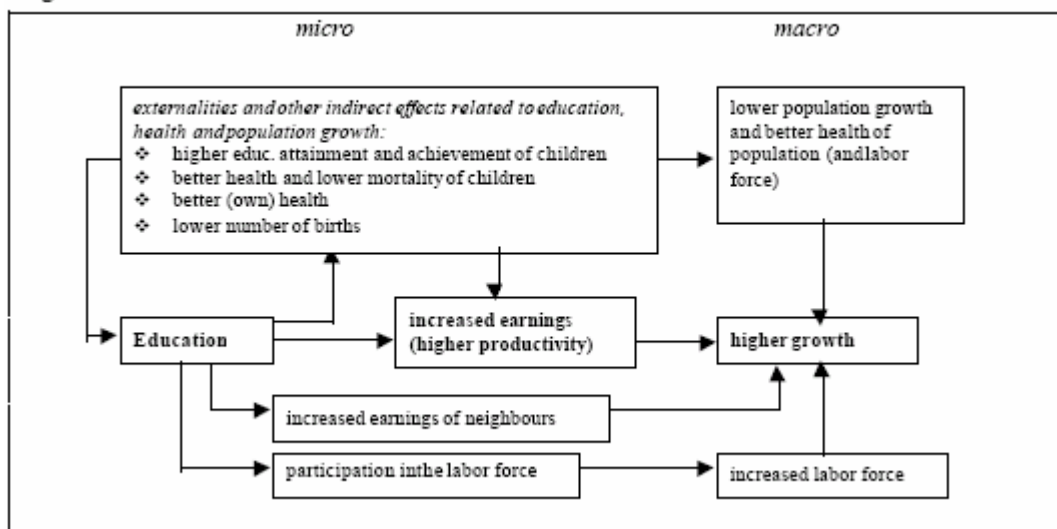 micro
macro
externalities and other indirect effects related to education,
health and population growth:
❖ higher educ. attainment and achievement of children
❖ better health and lower mortality of children
❖ better (own) health
❖ lower number of births
lower population growth
and better health of
population (and labor
force)
Education
increased earnings
(higher productivity)
higher growth
increased earnings of neighbours
participation inthe labor force
increased labor force